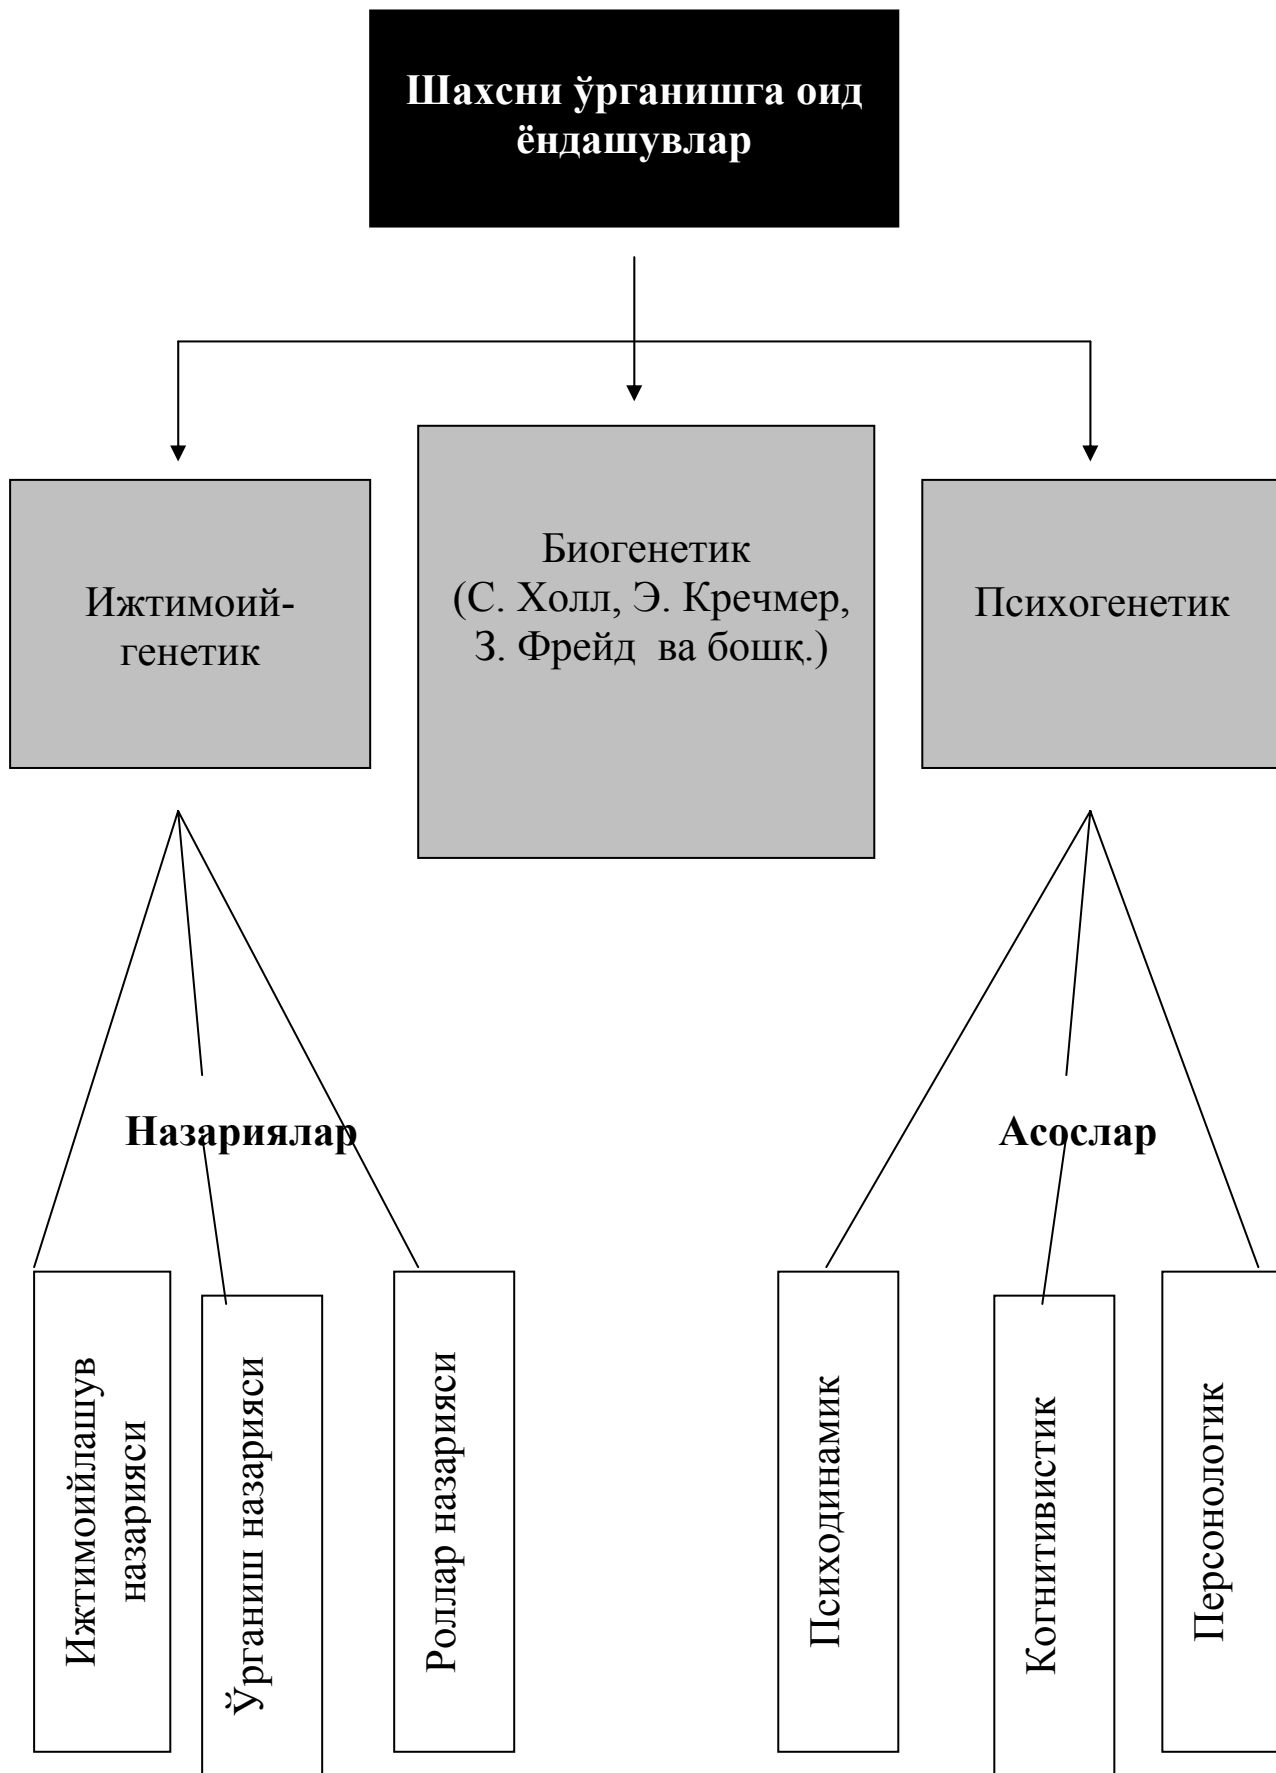 Шахсни ўрганишга оид
ёндашувлар
Ижтимоий-
генетик
Биогенетик
(С. Холл, Э. Кречмер,
З. Фрейд ва бошқ.)
Психогенетик
Назариялар
Асослар
Ижтимоийлашув
назарияси
Ўрганиш назарияси
Роллар назарияси
Психодинамик
Когнитивистик
Персонологик